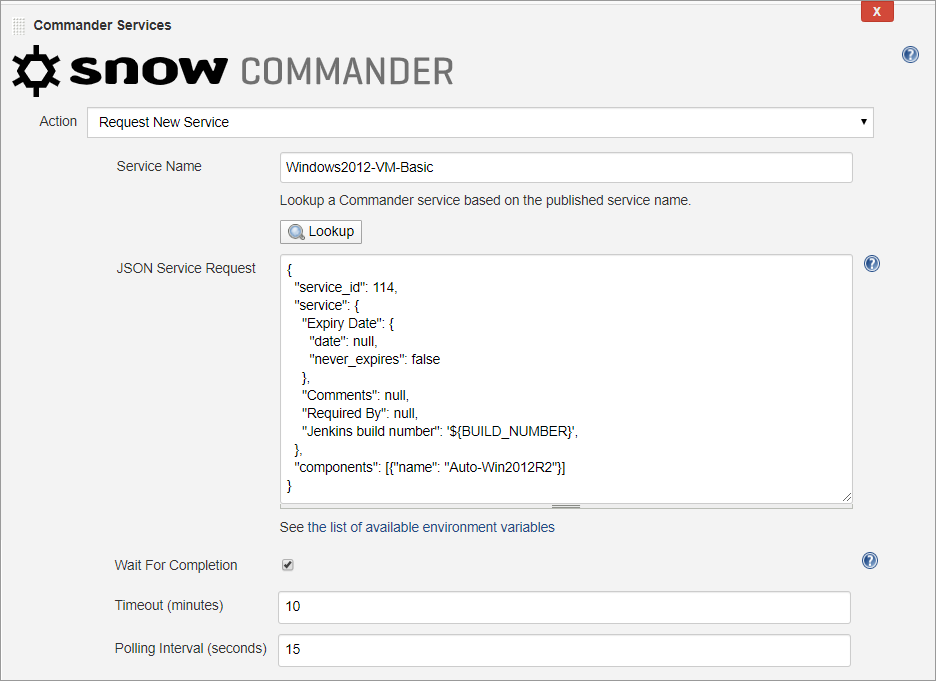 Commander Services
X
snow COMMANDER
?
Action
Request New Service
Service Name
Windows2012-VM-Basic
Lookup a Commander service based on the published service name.
Lookup
JSON Service Request
?
{
  "service_id": 114,
  "service": {
    "Expiry Date": {
      "date": null,
      "never_expires": false
    },
    "Comments": null,
    "Required By": null,
    "Jenkins build number": '${BUILD_NUMBER}',
  },
  "components": [{"name": "Auto-Win2012R2"}]
}
See the list of available environment variables
Wait For Completion
?
Timeout (minutes)
10
Polling Interval (seconds)
15